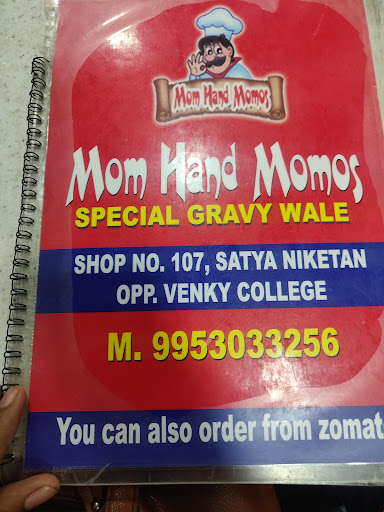 Mom Hand Momos
Mom Hand Momos
SPECIAL GRAVY WALE
SHOP NO. 107, SATYA NIKETAN
OPP. VENKY COLLEGE
M. 9953033256
You can also order from zomat